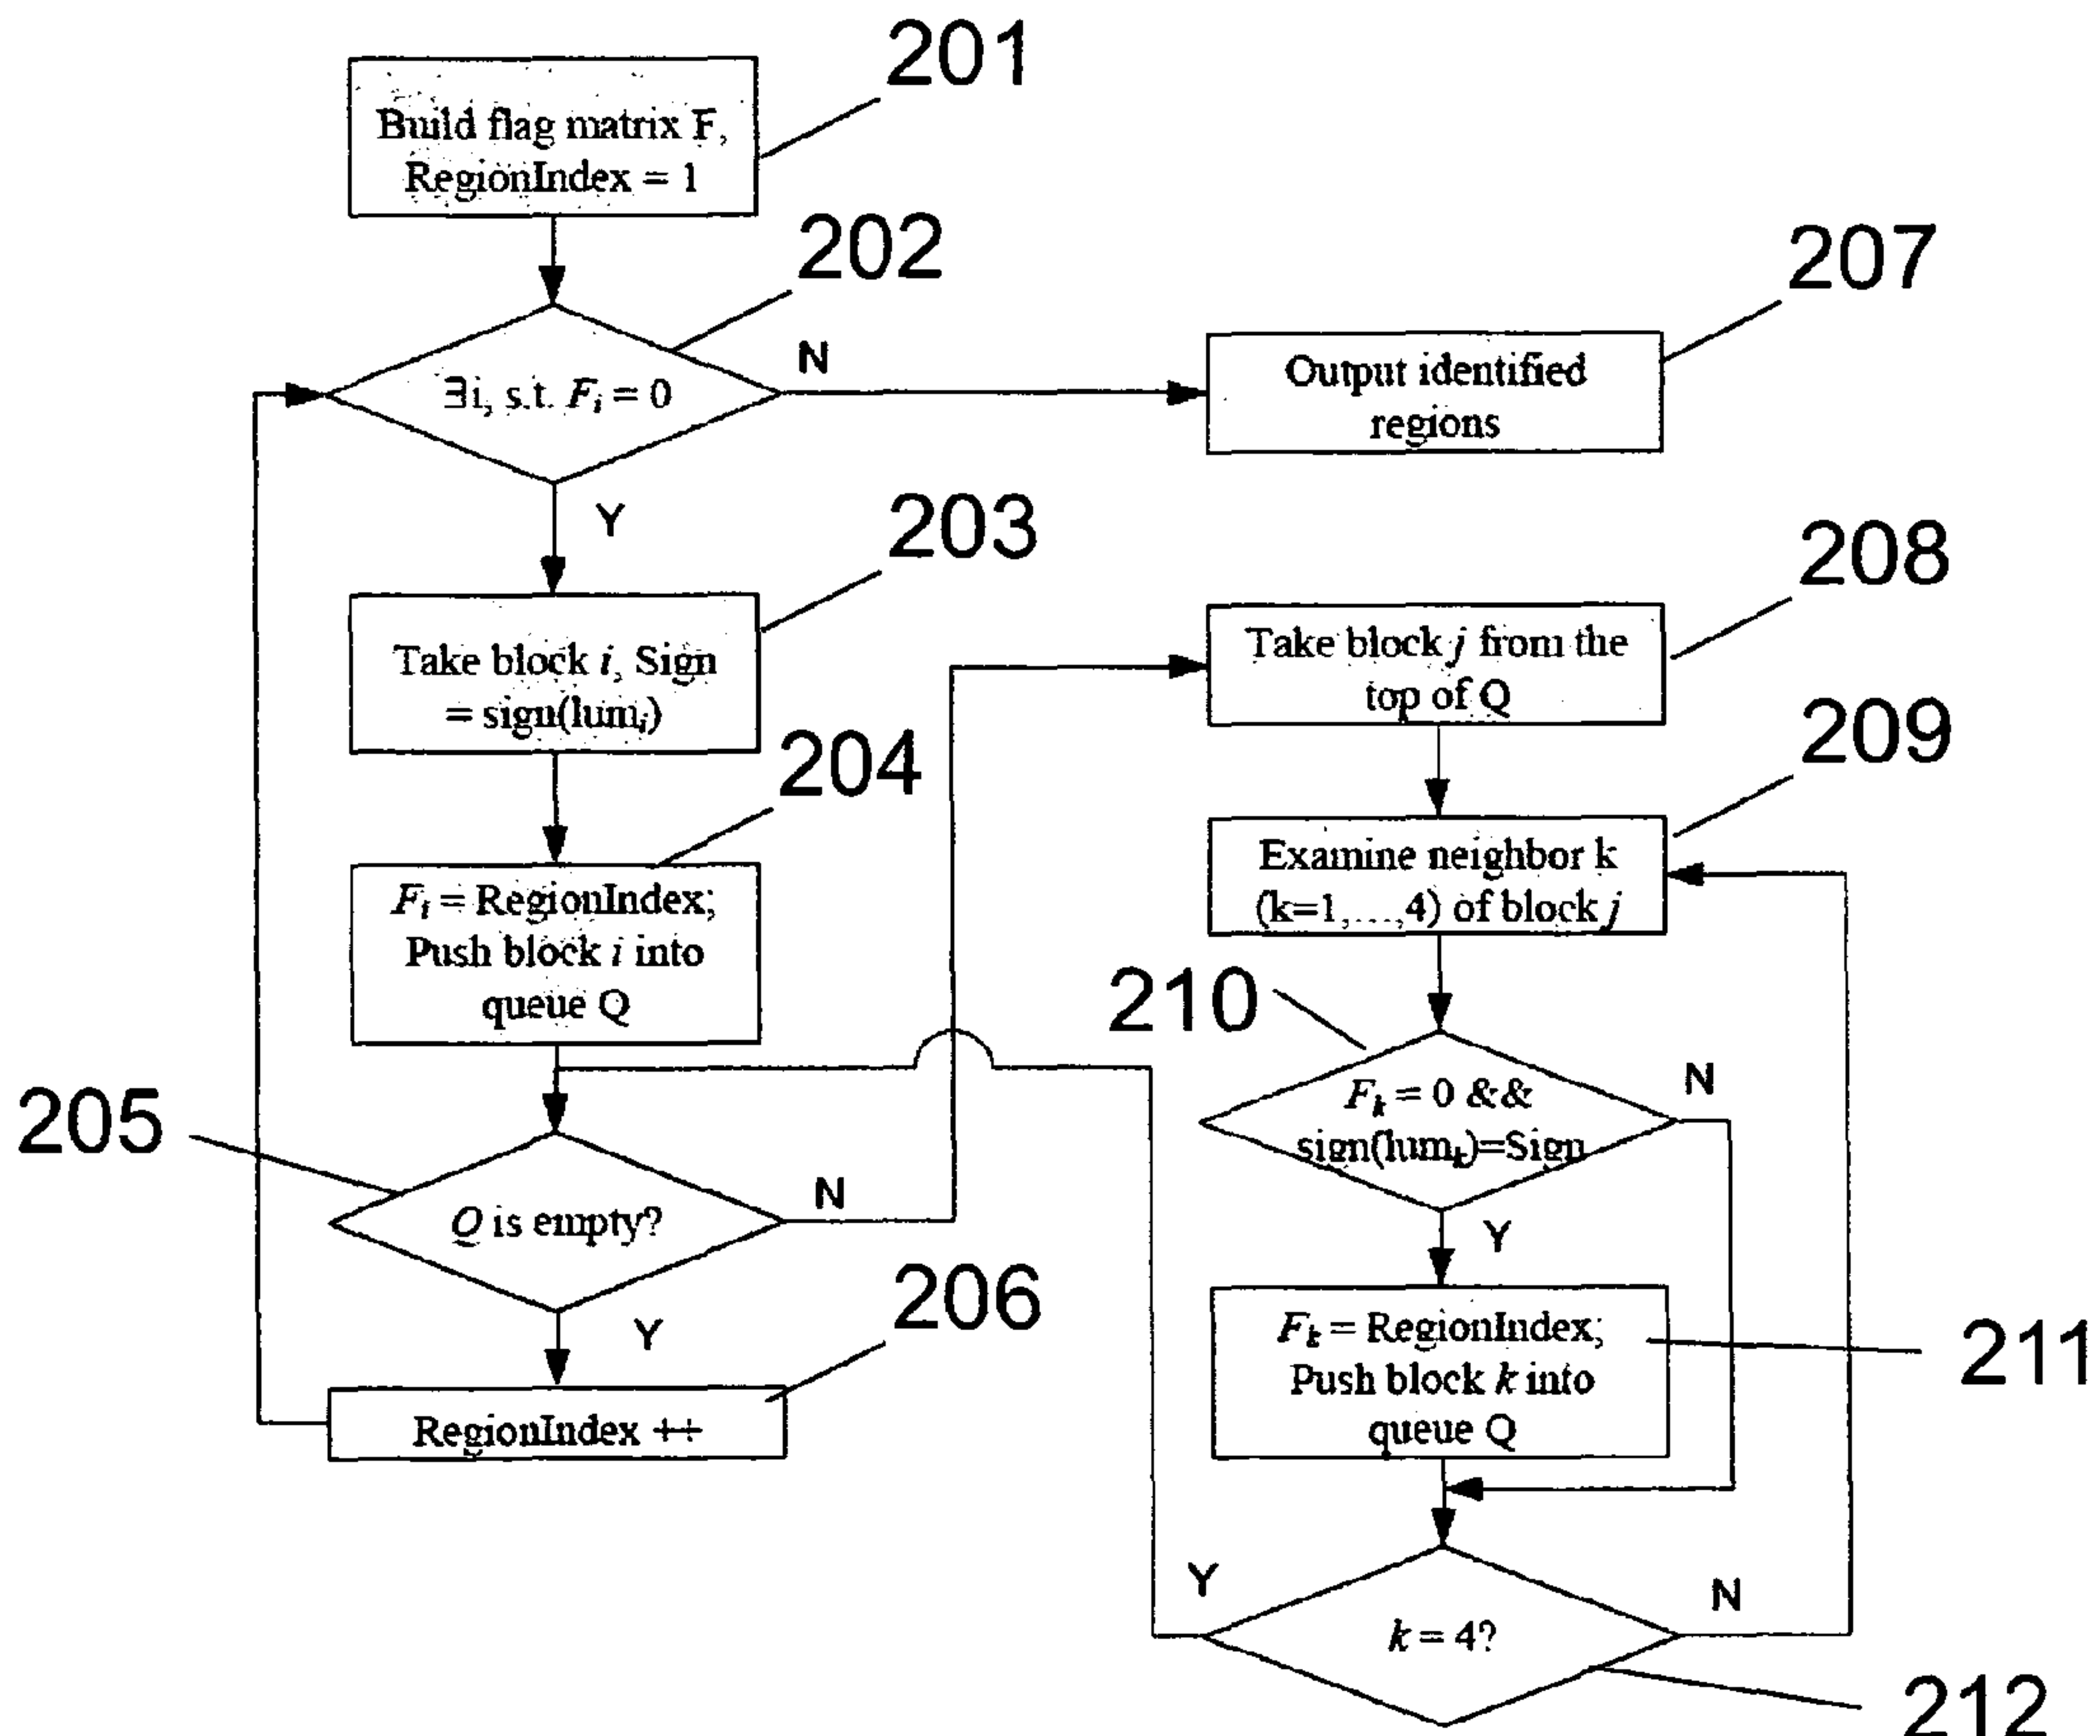 201
Build flag matrix F,
RegionIndex = 1
202
∃i, s.t. Fᵢ = 0
N
207
Output identified
regions
Y
203
Take block i, Sign
= sign(lumᵢ)
204
Fᵢ = RegionIndex;
Push block i into
queue Q
205
Q is empty?
N
Y
206
RegionIndex ++
208
Take block j from the
top of Q
209
Examine neighbor k
(k=1,...,4) of block j
210
Fₖ = 0 &&
sign(lumₖ)=Sign
N
Y
211
Fₖ = RegionIndex;
Push block k into
queue Q
Y
k = 4?
N
212